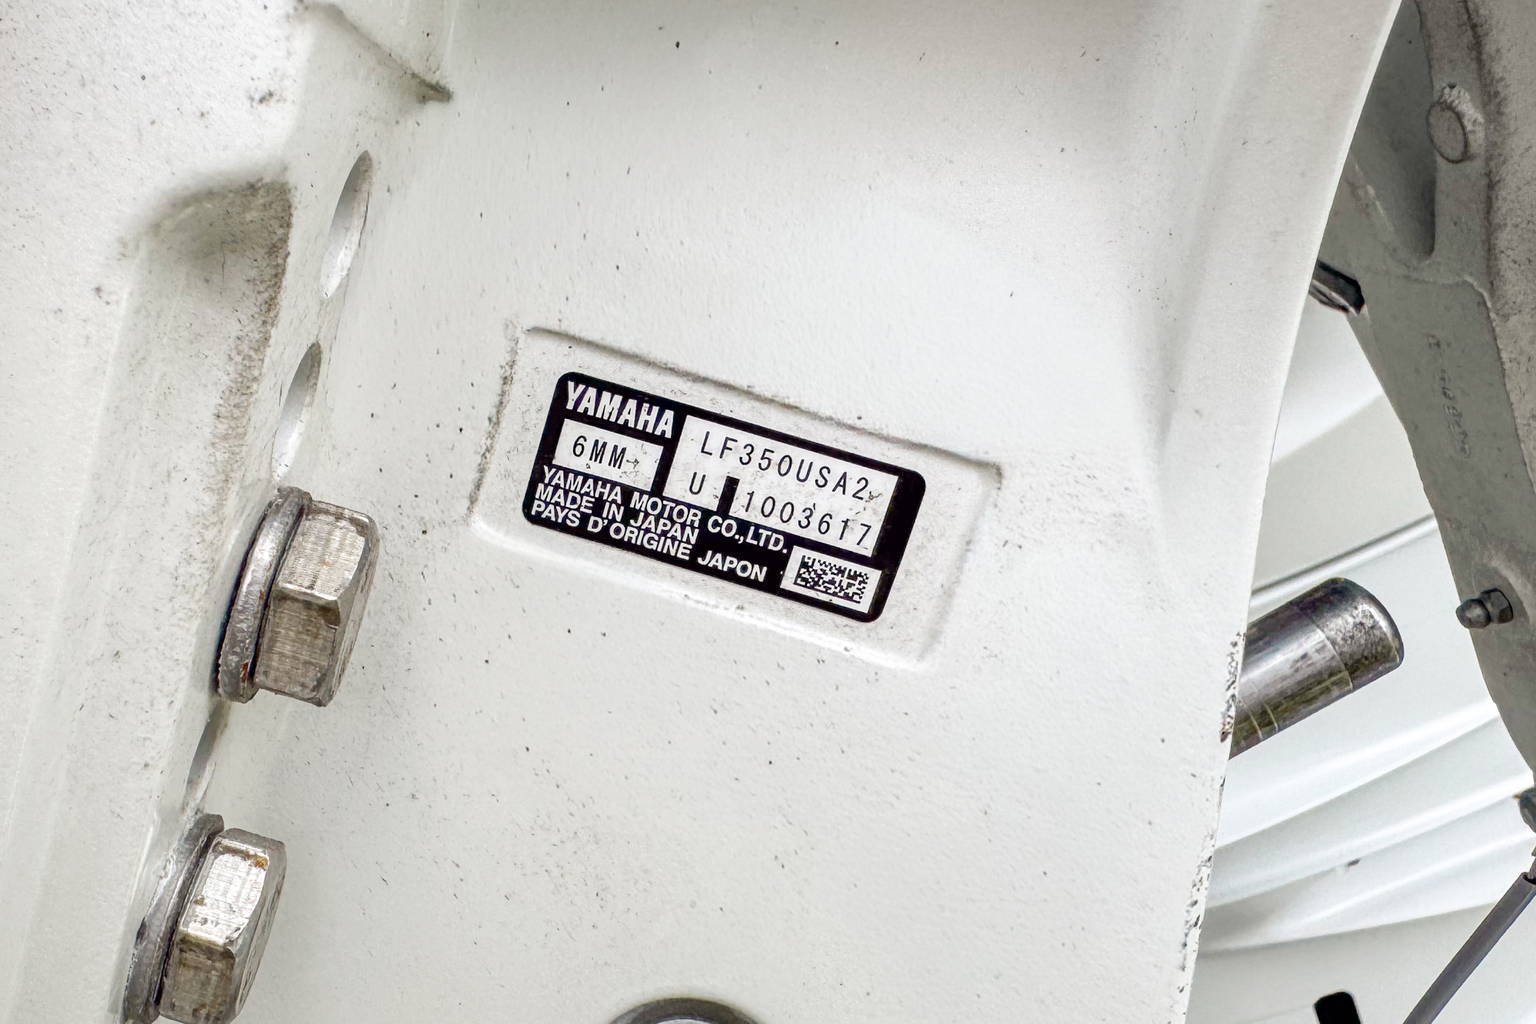 YAMAHA
6MM
LF350USA2
U 1003617
YAMAHA MOTOR CO.,LTD.
MADE IN JAPAN
PAYS D'ORIGINE JAPON